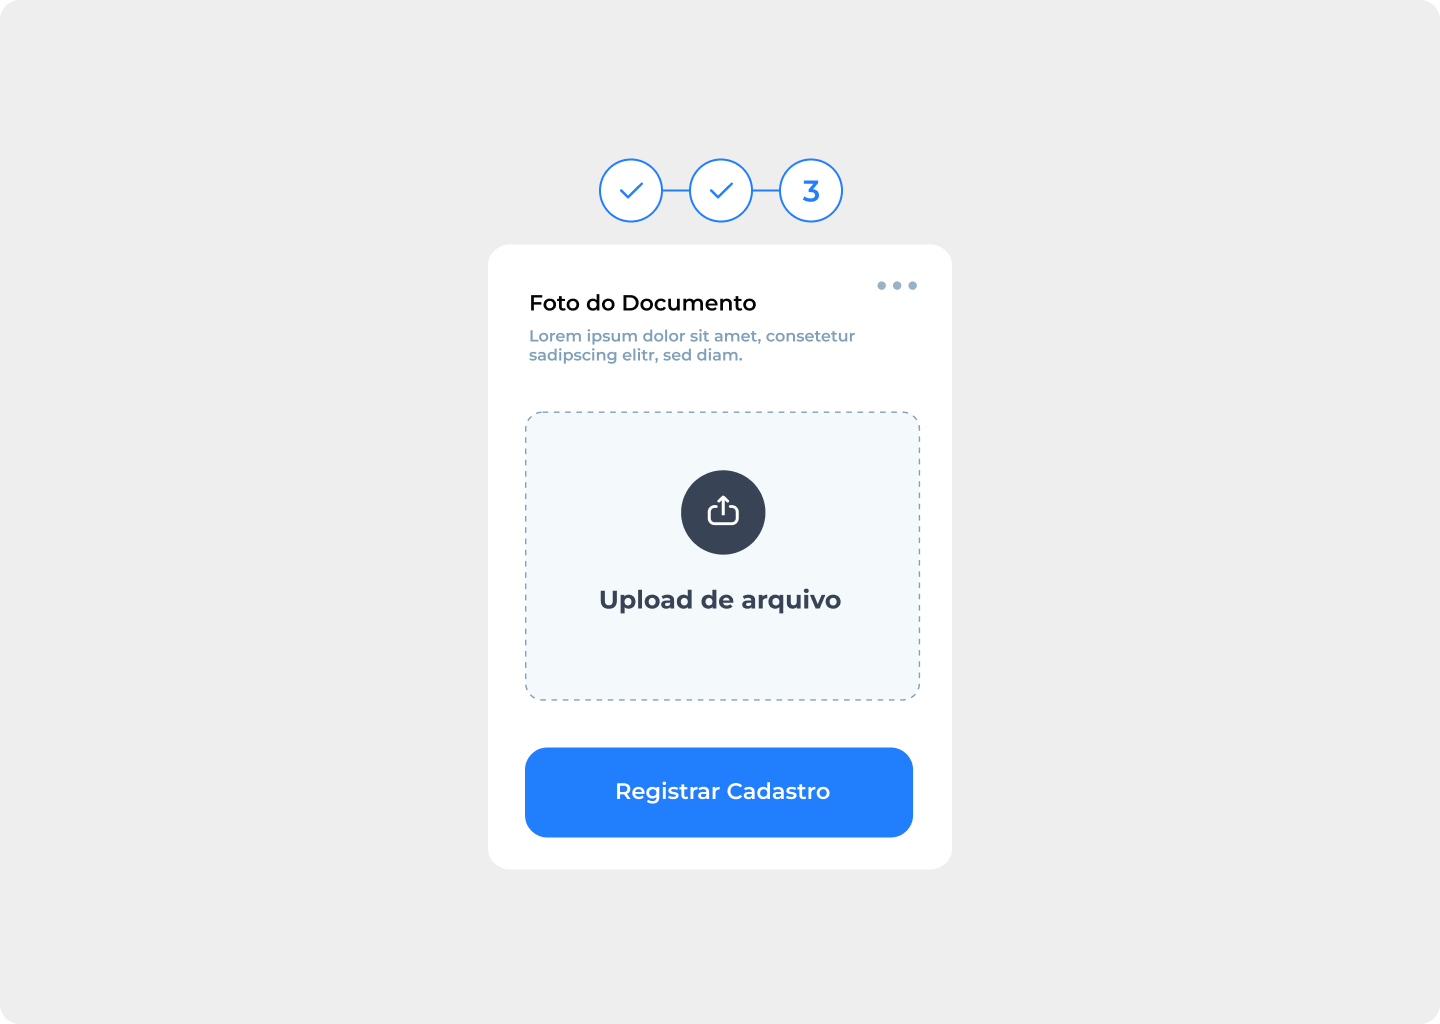 3
Foto do Documento
Lorem ipsum dolor sit amet, consetetur
sadipscing elitr, sed diam.
Upload de arquivo
Registrar Cadastro